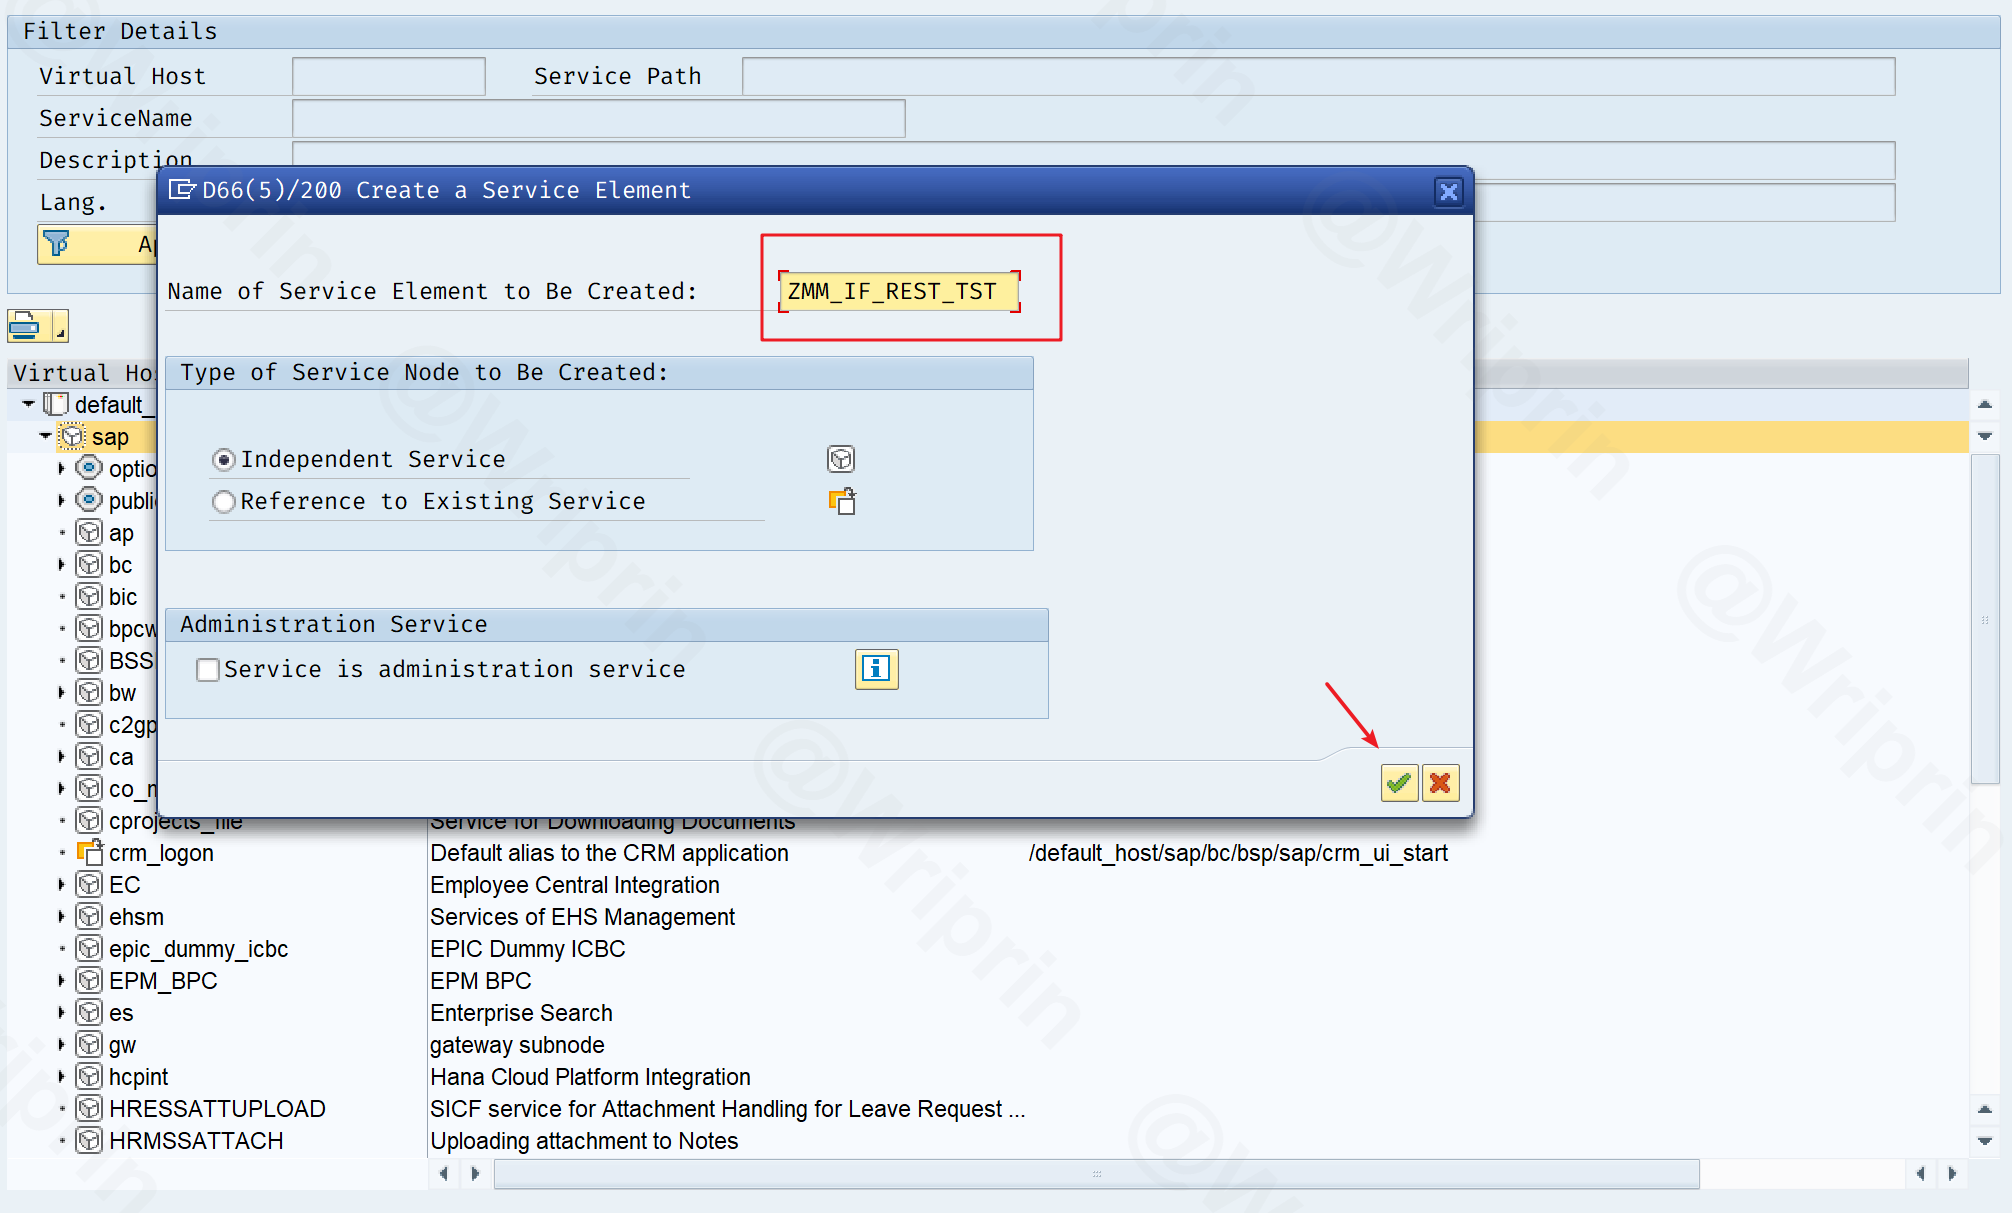 Filter Details
Virtual Host
Service Path
ServiceName
Description
Lang.
D66(5)/200 Create a Service Element
Name of Service Element to Be Created: ZMM_IF_REST_TST
Type of Service Node to Be Created:
Independent Service
Reference to Existing Service
Administration Service
Service is administration service
Virtual Ho
default_
sap
optio
public
ap
bc
bic
bpcw
BSS
bw
c2gp
ca
co_
cprojects_file Service for Downloading Documents
crm_logon Default alias to the CRM application /default_host/sap/bc/bsp/sap/crm_ui_start
EC Employee Central Integration
ehsm Services of EHS Management
epic_dummy_icbc EPIC Dummy ICBC
EPM_BPC EPM BPC
es Enterprise Search
gw gateway subnode
hcpint Hana Cloud Platform Integration
HRESSATTUPLOAD SICF service for Attachment Handling for Leave Request ...
HRMSSATTACH Uploading attachment to Notes
@Wriprin